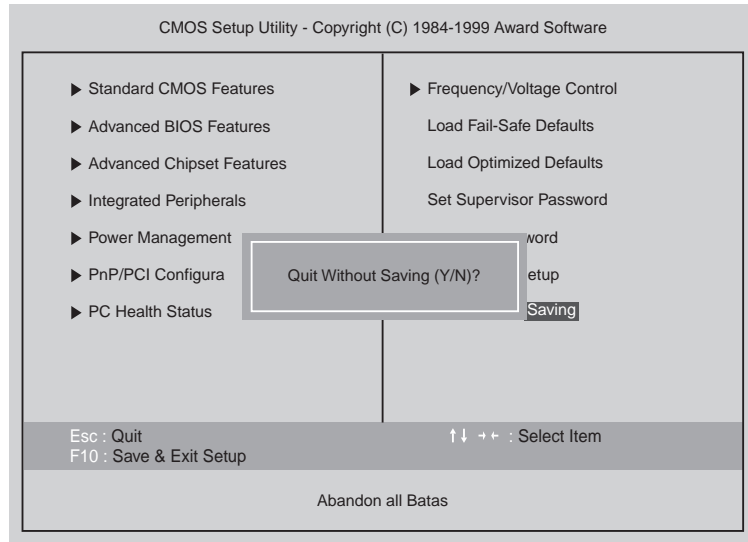 CMOS Setup Utility - Copyright (C) 1984-1999 Award Software
▶ Standard CMOS Features
▶ Advanced BIOS Features
▶ Advanced Chipset Features
▶ Integrated Peripherals
▶ Power Management
▶ PnP/PCI Configura
▶ PC Health Status
▶ Frequency/Voltage Control
Load Fail-Safe Defaults
Load Optimized Defaults
Set Supervisor Password
word
etup
Saving
Quit Without Saving (Y/N)?
Esc : Quit
F10 : Save & Exit Setup
↑↓ →← : Select Item
Abandon all Batas